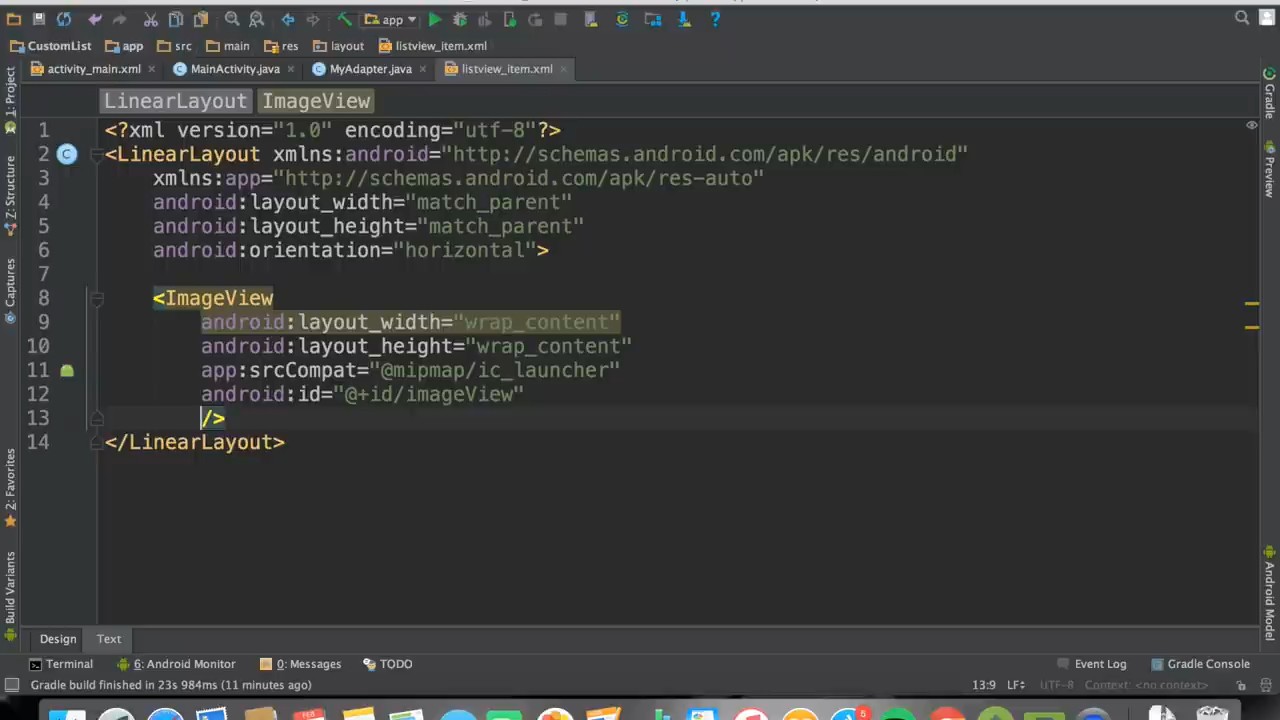 app
CustomList app src main res layout listview_item.xml
activity_main.xml MainActivity.java MyAdapter.java listview_item.xml
LinearLayout ImageView
1 <?xml version="1.0" encoding="utf-8"?>
2 <LinearLayout xmlns:android="http://schemas.android.com/apk/res/android"
3 xmlns:app="http://schemas.android.com/apk/res-auto"
4 android:layout_width="match_parent"
5 android:layout_height="match_parent"
6 android:orientation="horizontal">
7
8 <ImageView
9 android:layout_width="wrap_content"
10 android:layout_height="wrap_content"
11 app:srcCompat="@mipmap/ic_launcher"
12 android:id="@+id/imageView"
13 />
14 </LinearLayout>
1: Project
Z: Structure
Captures
2: Favorites
Build Variants
Gradle
Preview
Android Model
Design Text
Terminal 6: Android Monitor 0: Messages TODO Event Log Gradle Console
Gradle build finished in 23s 984ms (11 minutes ago) 13:9 LF÷ UTF-8 Context: <no context>